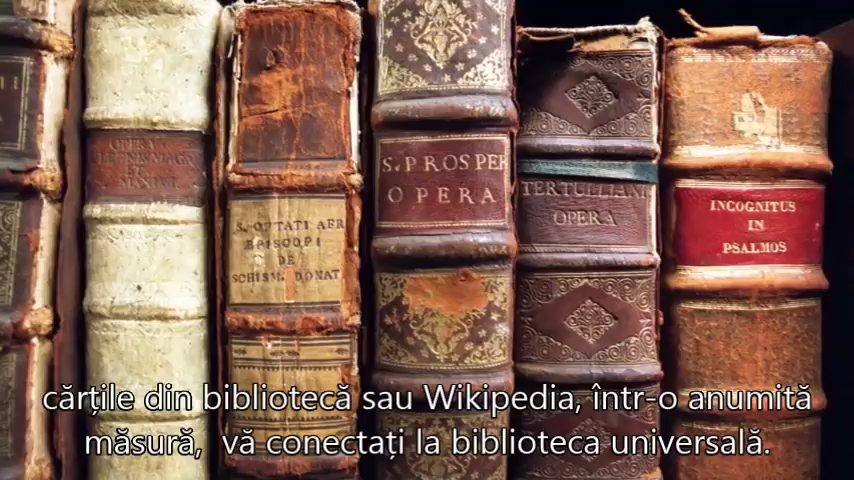 OPERA
S. OPTATI AFR
EPISCOPI
DE
SCHISM. DONAT
S. PROSPER
OPERA
TERTULLIANI
OPERA
INCOGNITUS
IN
PSALMOS
cărțile din bibliotecă sau Wikipedia, într-o anumită
măsură, vă conectați la biblioteca universală.